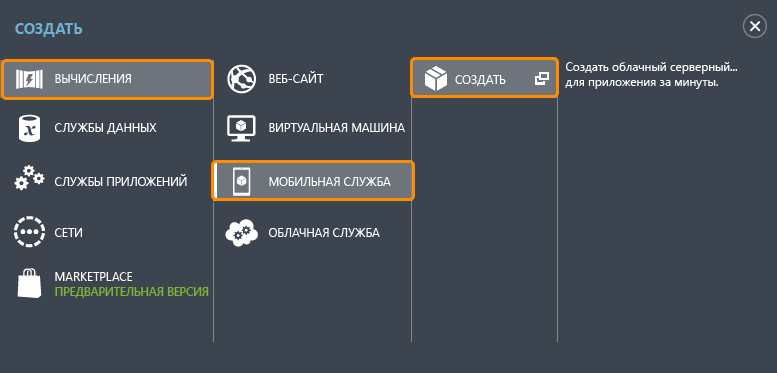 СОЗДАТЬ
ВЫЧИСЛЕНИЯ
СЛУЖБЫ ДАННЫХ
СЛУЖБЫ ПРИЛОЖЕНИЙ
СЕТИ
MARKETPLACE
ПРЕДВАРИТЕЛЬНАЯ ВЕРСИЯ
ВЕБ-САЙТ
ВИРТУАЛЬНАЯ МАШИНА
МОБИЛЬНАЯ СЛУЖБА
ОБЛАЧНАЯ СЛУЖБА
СОЗДАТЬ
Создать облачный серверный...
для приложения за минуты.